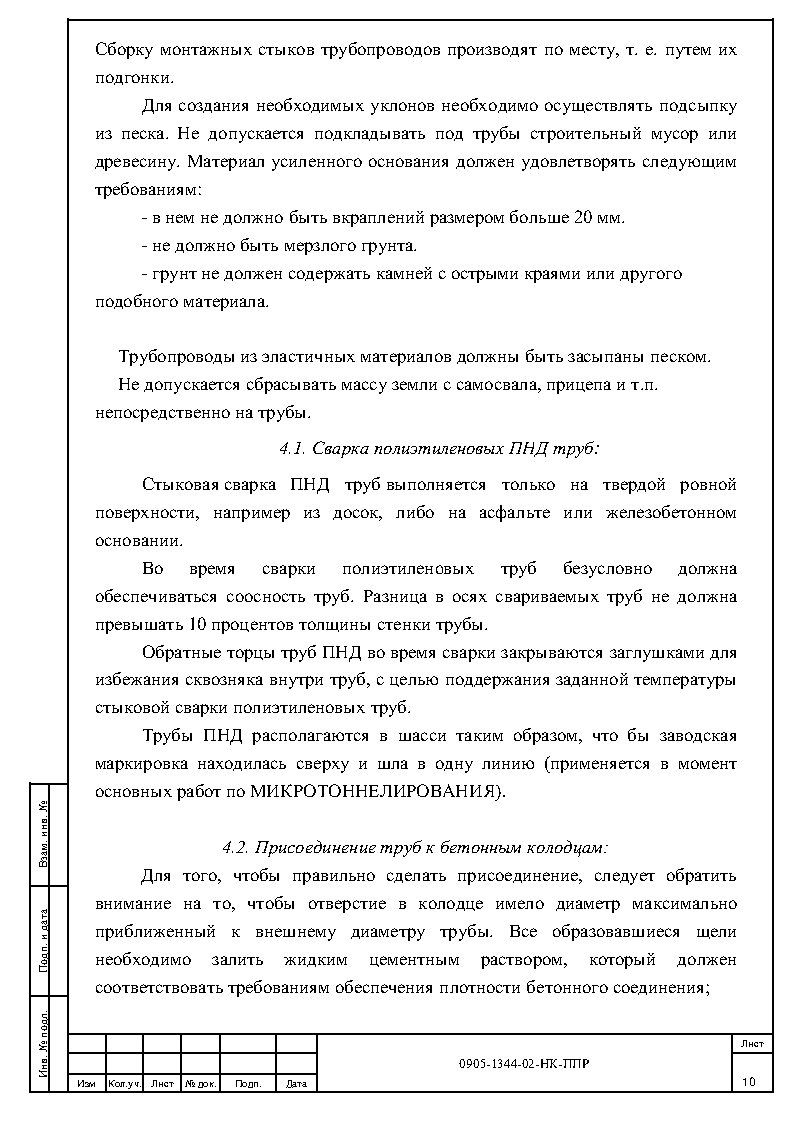 Сборку монтажных стыков трубопроводов производят по месту, т. е. путем их
подгонки.
Для создания необходимых уклонов необходимо осуществлять подсыпку
из песка. Не допускается подкладывать под трубы строительный мусор или
древесину. Материал усиленного основания должен удовлетворять следующим
требованиям:
- в нем не должно быть вкраплений размером больше 20 мм.
- не должно быть мерзлого грунта.
- грунт не должен содержать камней с острыми краями или другого
подобного материала.
Трубопроводы из эластичных материалов должны быть засыпаны песком.
Не допускается сбрасывать массу земли с самосвала, прицепа и т.п.
непосредственно на трубы.
4.1. Сварка полиэтиленовых ПНД труб:
Стыковая сварка ПНД труб выполняется только на твердой ровной
поверхности, например из досок, либо на асфальте или железобетонном
основании.
Во время сварки полиэтиленовых труб безусловно должна
обеспечиваться соосность труб. Разница в осях свариваемых труб не должна
превышать 10 процентов толщины стенки трубы.
Обратные торцы труб ПНД во время сварки закрываются заглушками для
избежания сквозняка внутри труб, с целью поддержания заданной температуры
стыковой сварки полиэтиленовых труб.
Трубы ПНД располагаются в шасси таким образом, что бы заводская
маркировка находилась сверху и шла в одну линию (применяется в момент
основных работ по МИКРОТОННЕЛИРОВАНИЯ).
4.2. Присоединение труб к бетонным колодцам:
Для того, чтобы правильно сделать присоединение, следует обратить
внимание на то, чтобы отверстие в колодце имело диаметр максимально
приближенный к внешнему диаметру трубы. Все образовавшиеся щели
необходимо залить жидким цементным раствором, который должен
соответствовать требованиям обеспечения плотности бетонного соединения;
Взам. инв. №
Подп. и дата
Инв. № подл.
Изм Кол.уч. Лист № док. Подп. Дата
0905-1344-02-НК-ППР
Лист
10